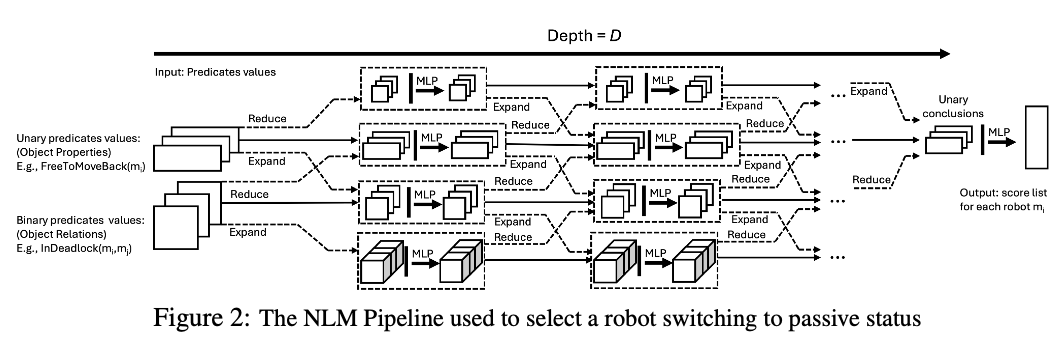 Depth = D
Input: Predicates values
MLP
MLP
Expand
Expand
Reduce
Unary
conclusions
Expand
Reduce
Reduce
MLP
MLP
MLP
Unary predicates values:
(Object Properties)
E.g., FreeToMoveBack(mi)
Expand
Expand
Expand
Reduce
Reduce
Reduce
Reduce
MLP
MLP
Output: score list
for each robot mi
Binary predicates values:
(Object Relations)
E.g., InDeadlock(mi,mj)
Expand
Expand
Reduce
Expand
Reduce
MLP
MLP
Figure 2: The NLM Pipeline used to select a robot switching to passive status